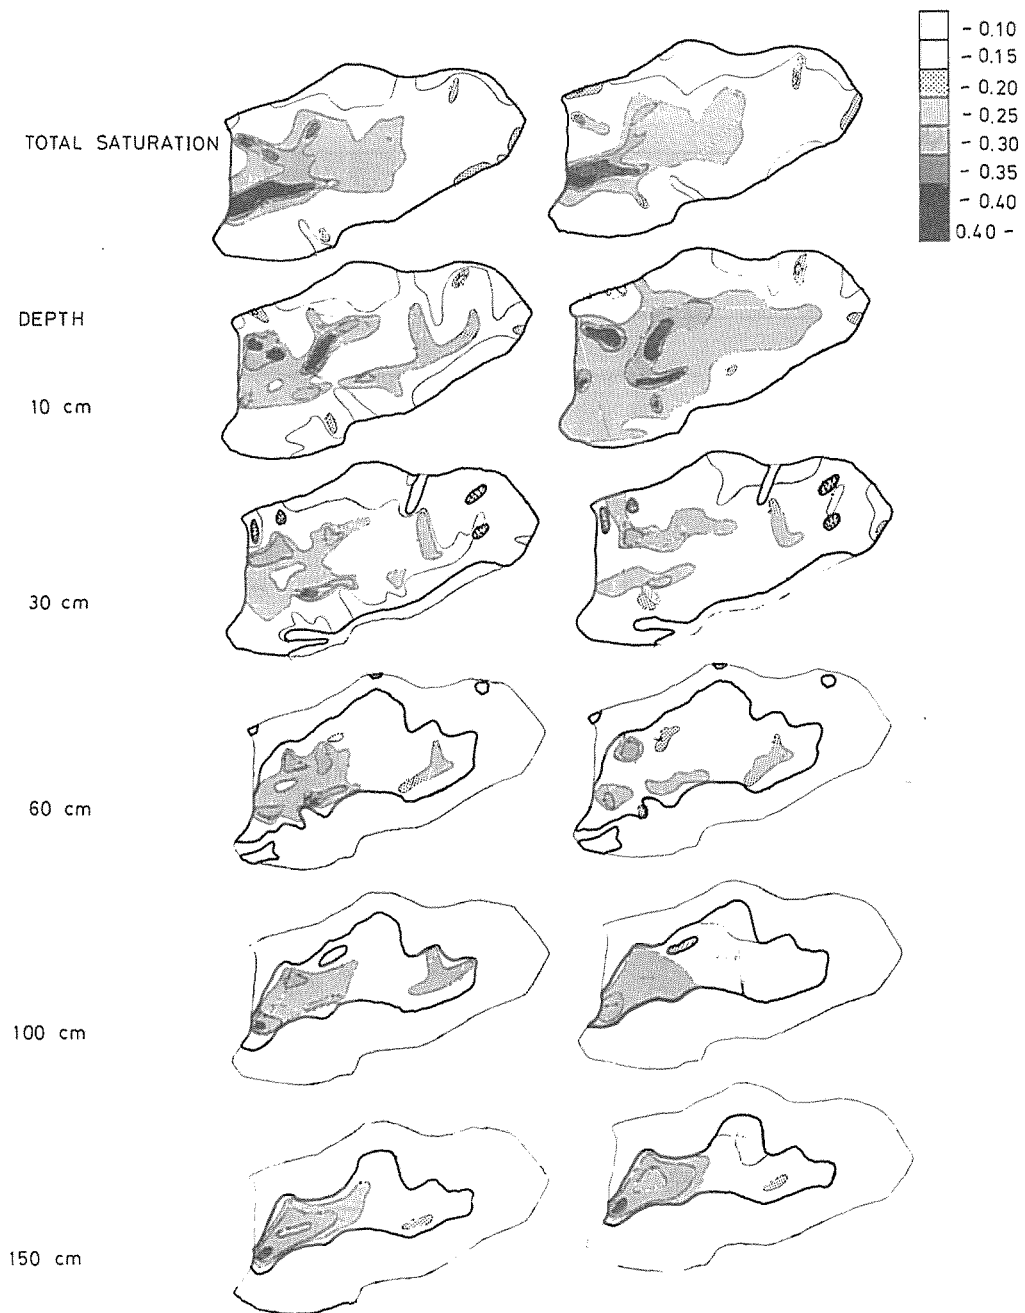 - 0.10
- 0.15
- 0.20
- 0.25
- 0.30
- 0.35
- 0.40
0.40 -
TOTAL SATURATION
DEPTH
10 cm
30 cm
60 cm
100 cm
150 cm